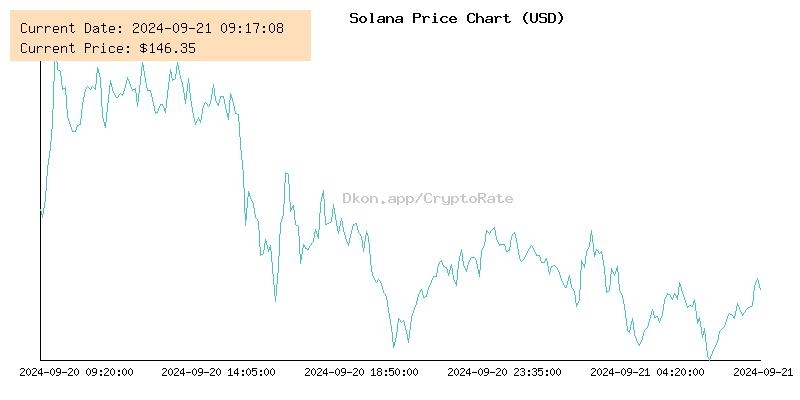 Solana Price Chart (USD)
Current Date: 2024-09-21 09:17:08
Current Price: $146.35
Dkon.app/CryptoRate
2024-09-20 09:20:00
2024-09-20 14:05:00
2024-09-20 18:50:00
2024-09-20 23:35:00
2024-09-21 04:20:00
2024-09-21